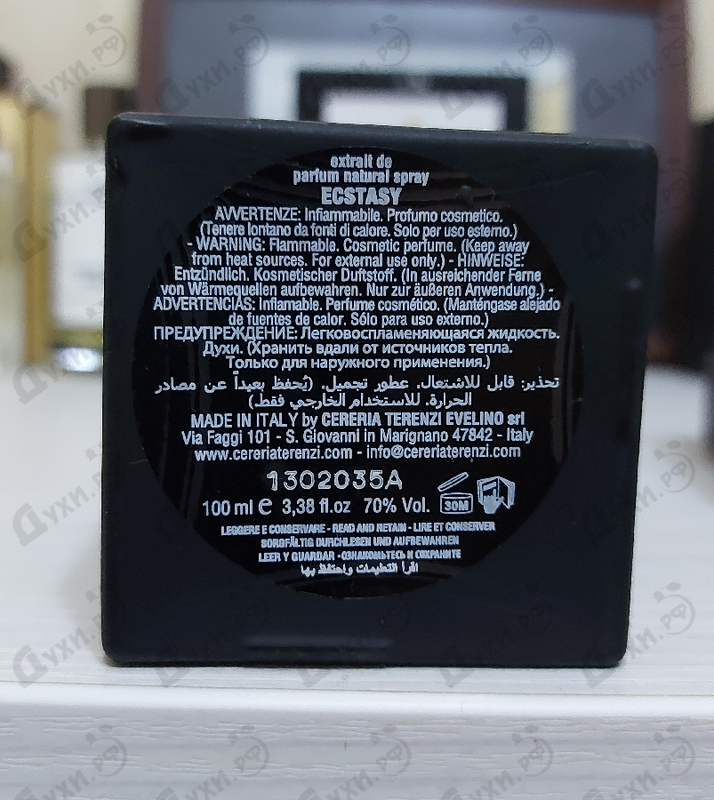 extrait de
parfum natural spray
ECSTASY
AVVERTENZE: Infiammabile. Profumo cosmetico.
(Tenere lontano da fonti di calore. Solo per uso esterno.)
- WARNING: Flammable. Cosmetic perfume. (Keep away
from heat sources. For external use only.) - HINWEISE:
Entzündlich. Kosmetischer Duftstoff. (In ausreichender Ferne
von Wärmequellen aufbewahren. Nur zur äußeren Anwendung.) -
ADVERTENCIAS: Inflamable. Perfume cosmético. (Manténgase alejado
de fuentes de calor. Sólo para uso externo.)
ПРЕДУПРЕЖДЕНИЕ: Легковоспламеняющаяся жидкость.
Духи. (Хранить вдали от источников тепла.
Только для наружного применения.)
تحذير: قابل للاشتعال. عطور تجميل. (يُحفظ بعيداً عن مصادر
الحرارة. للاستخدام الخارجي فقط)
MADE IN ITALY by CERERIA TERENZI EVELINO srl
Via Faggi 101 - S. Giovanni in Marignano 47842 - Italy
www.cereriaterenzi.com - info@cereriaterenzi.com
1302035A
100 ml e 3,38 fl.oz 70% Vol. 30M
LEGGERE E CONSERVARE - READ AND RETAIN - LIRE ET CONSERVER
SORGFÄLTIG DURCHLESEN UND AUFBEWAHREN
LEER Y GUARDAR - ОЗНАКОМЬТЕСЬ И СОХРАНИТЕ
اقرأ التعليمات واحتفظ بها
Духи.РФ